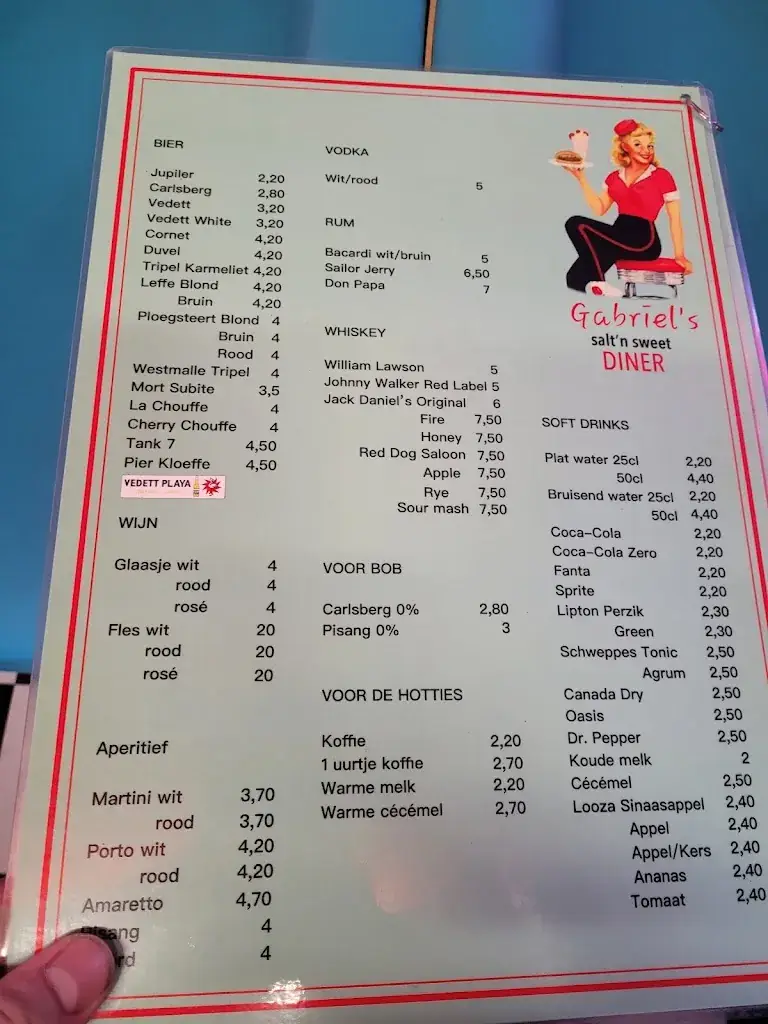 BIER
Jupiler 2,20
Carlsberg 2,80
Vedett 3,20
Vedett White 3,20
Cornet 4,20
Duvel 4,20
Tripel Karmeliet 4,20
Leffe Blond 4,20
Bruin 4,20
Ploegsteert Blond 4
Bruin 4
Rood 4
Westmalle Tripel 4
Mort Subite 3,5
La Chouffe 4
Cherry Chouffe 4
Tank 7 4,50
Pier Kloeffe 4,50
VEDETT PLAYA
WIJN
Glaasje wit 4
rood 4
rosé 4
Fles wit 20
rood 20
rosé 20
Aperitief
Martini wit 3,70
rood 3,70
Porto wit 4,20
rood 4,20
Amaretto 4,70
Pisang 4
4
VODKA
Wit/rood 5
RUM
Bacardi wit/bruin 5
Sailor Jerry 6,50
Don Papa 7
WHISKEY
William Lawson 5
Johnny Walker Red Label 5
Jack Daniel's Original 6
Fire 7,50
Honey 7,50
Red Dog Saloon 7,50
Apple 7,50
Rye 7,50
Sour mash 7,50
VOOR BOB
Carlsberg 0% 2,80
Pisang 0% 3
VOOR DE HOTTIES
Koffie 2,20
1 uurtje koffie 2,70
Warme melk 2,20
Warme cécémel 2,70
Gabriel's
salt'n sweet
DINER
SOFT DRINKS
Plat water 25cl 2,20
50cl 4,40
Bruisend water 25cl 2,20
50cl 4,40
Coca-Cola 2,20
Coca-Cola Zero 2,20
Fanta 2,20
Sprite 2,20
Lipton Perzik 2,30
Green 2,30
Schweppes Tonic 2,50
Agrum 2,50
Canada Dry 2,50
Oasis 2,50
Dr. Pepper 2,50
Koude melk 2
Cécémel 2,50
Looza Sinaasappel 2,40
Appel 2,40
Appel/Kers 2,40
Ananas 2,40
Tomaat 2,40